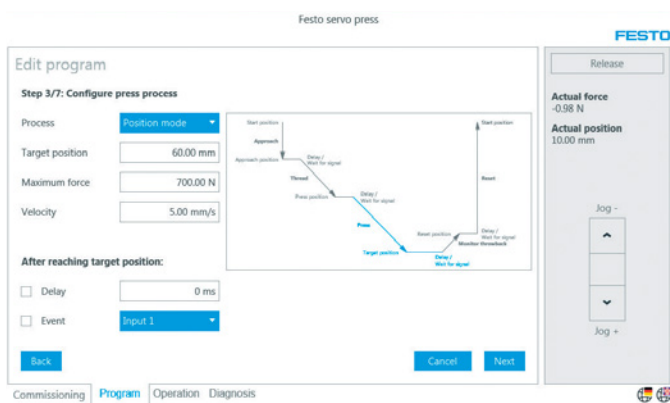 Festo servo press
FESTO
Edit program
Release
Step 3/7: Configure press process
Process
Position mode
Target position
60.00 mm
Maximum force
700.00 N
Velocity
5.00 mm/s
After reaching target position:
Delay
0 ms
Event
Input 1
Start position
Approach
Approach position
Delay /
Wait for signal
Thread
Press position
Delay /
Wait for signal
Press
Target position
Delay /
Wait for signal
Reset position
Delay /
Wait for signal
Monitor throwback
Reset
Start position
Actual force
-0.98 N
Actual position
10.00 mm
Jog -
Jog +
Back
Cancel
Next
Commissioning
Program
Operation
Diagnosis